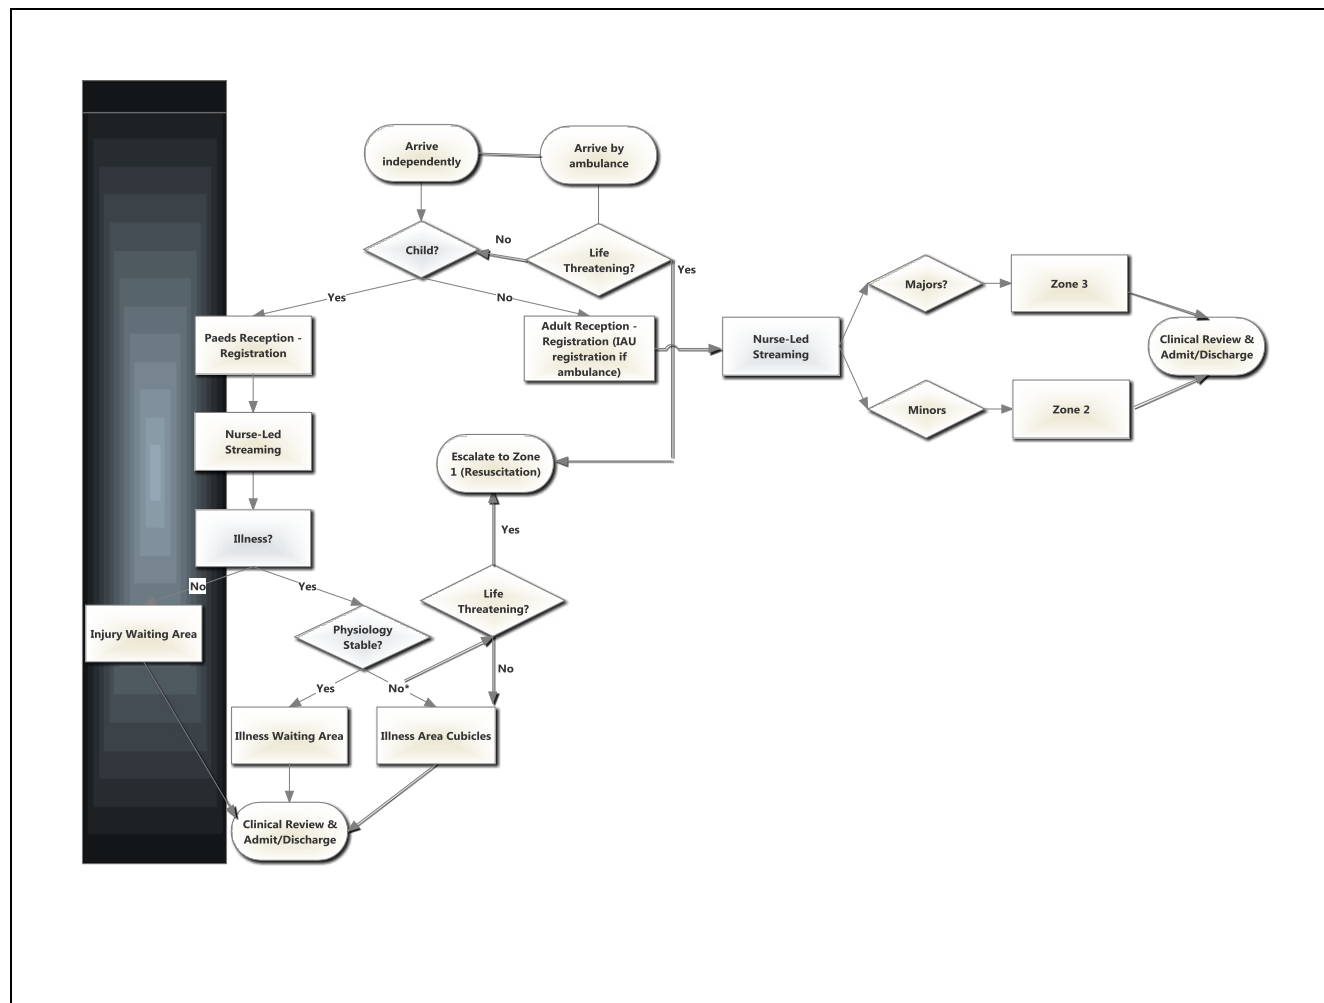 Arrive
independently
Arrive by
ambulance
Child?
No
Life
Threatening?
Yes
Yes
No
Majors?
Zone 3
Paeds Reception -
Registration
Adult Reception -
Registration (IAU
registration if
ambulance)
Nurse-Led
Streaming
Clinical Review &
Admit/Discharge
Minors
Zone 2
Nurse-Led
Streaming
Escalate to Zone
1 (Resuscitation)
Yes
Illness?
No
Yes
Life
Threatening?
Injury Waiting Area
Physiology
Stable?
No
Yes
No*
Illness Waiting Area
Illness Area Cubicles
Clinical Review &
Admit/Discharge